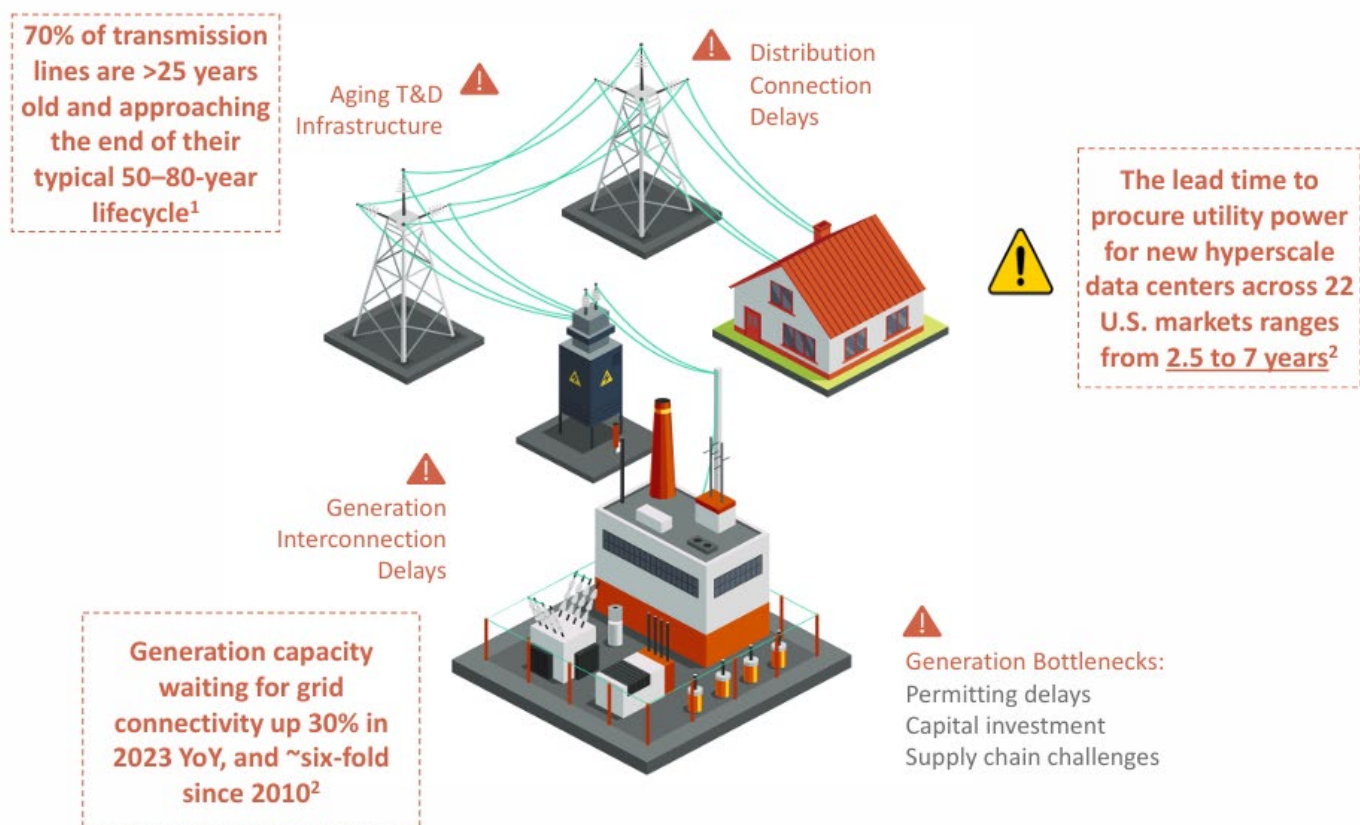 70% of transmission
lines are >25 years
old and approaching
the end of their
typical 50–80-year
lifecycle¹
Aging T&D
Infrastructure
Distribution
Connection
Delays
The lead time to
procure utility power
for new hyperscale
data centers across 22
U.S. markets ranges
from 2.5 to 7 years²
Generation
Interconnection
Delays
Generation capacity
waiting for grid
connectivity up 30% in
2023 YoY, and ~six-fold
since 2010²
Generation Bottlenecks:
Permitting delays
Capital investment
Supply chain challenges